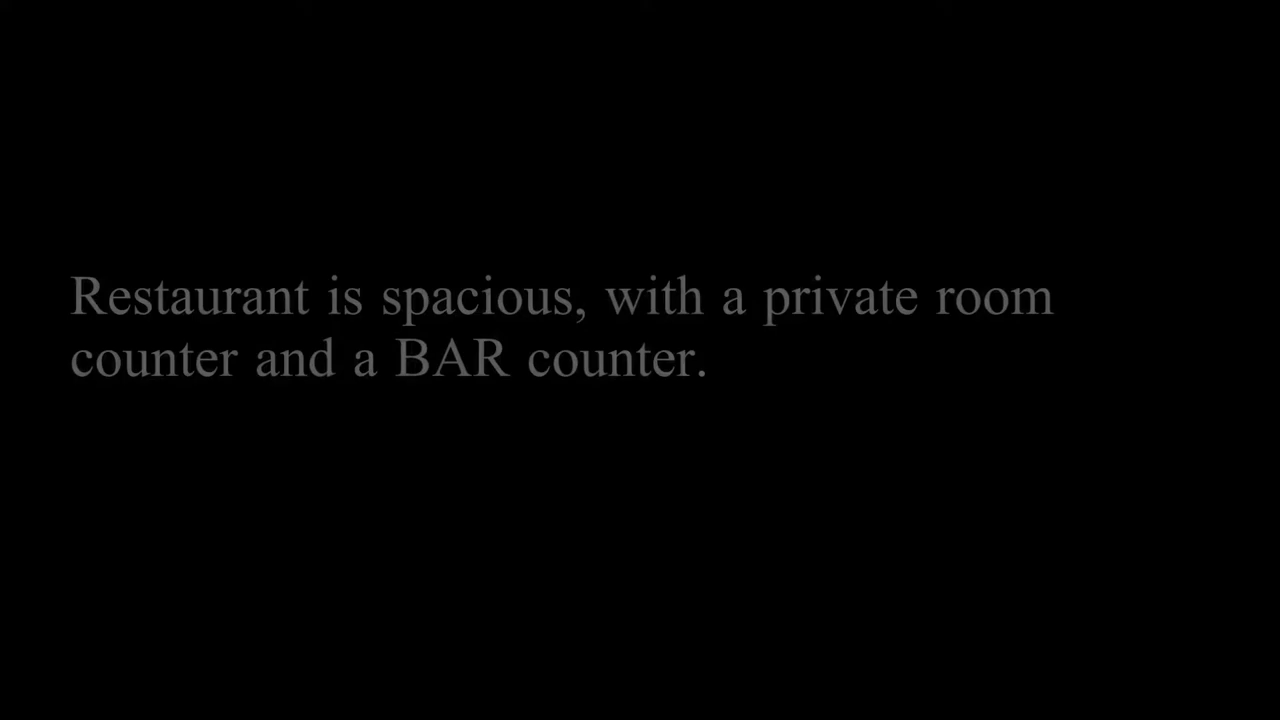 Restaurant is spacious, with a private room
counter and a BAR counter.